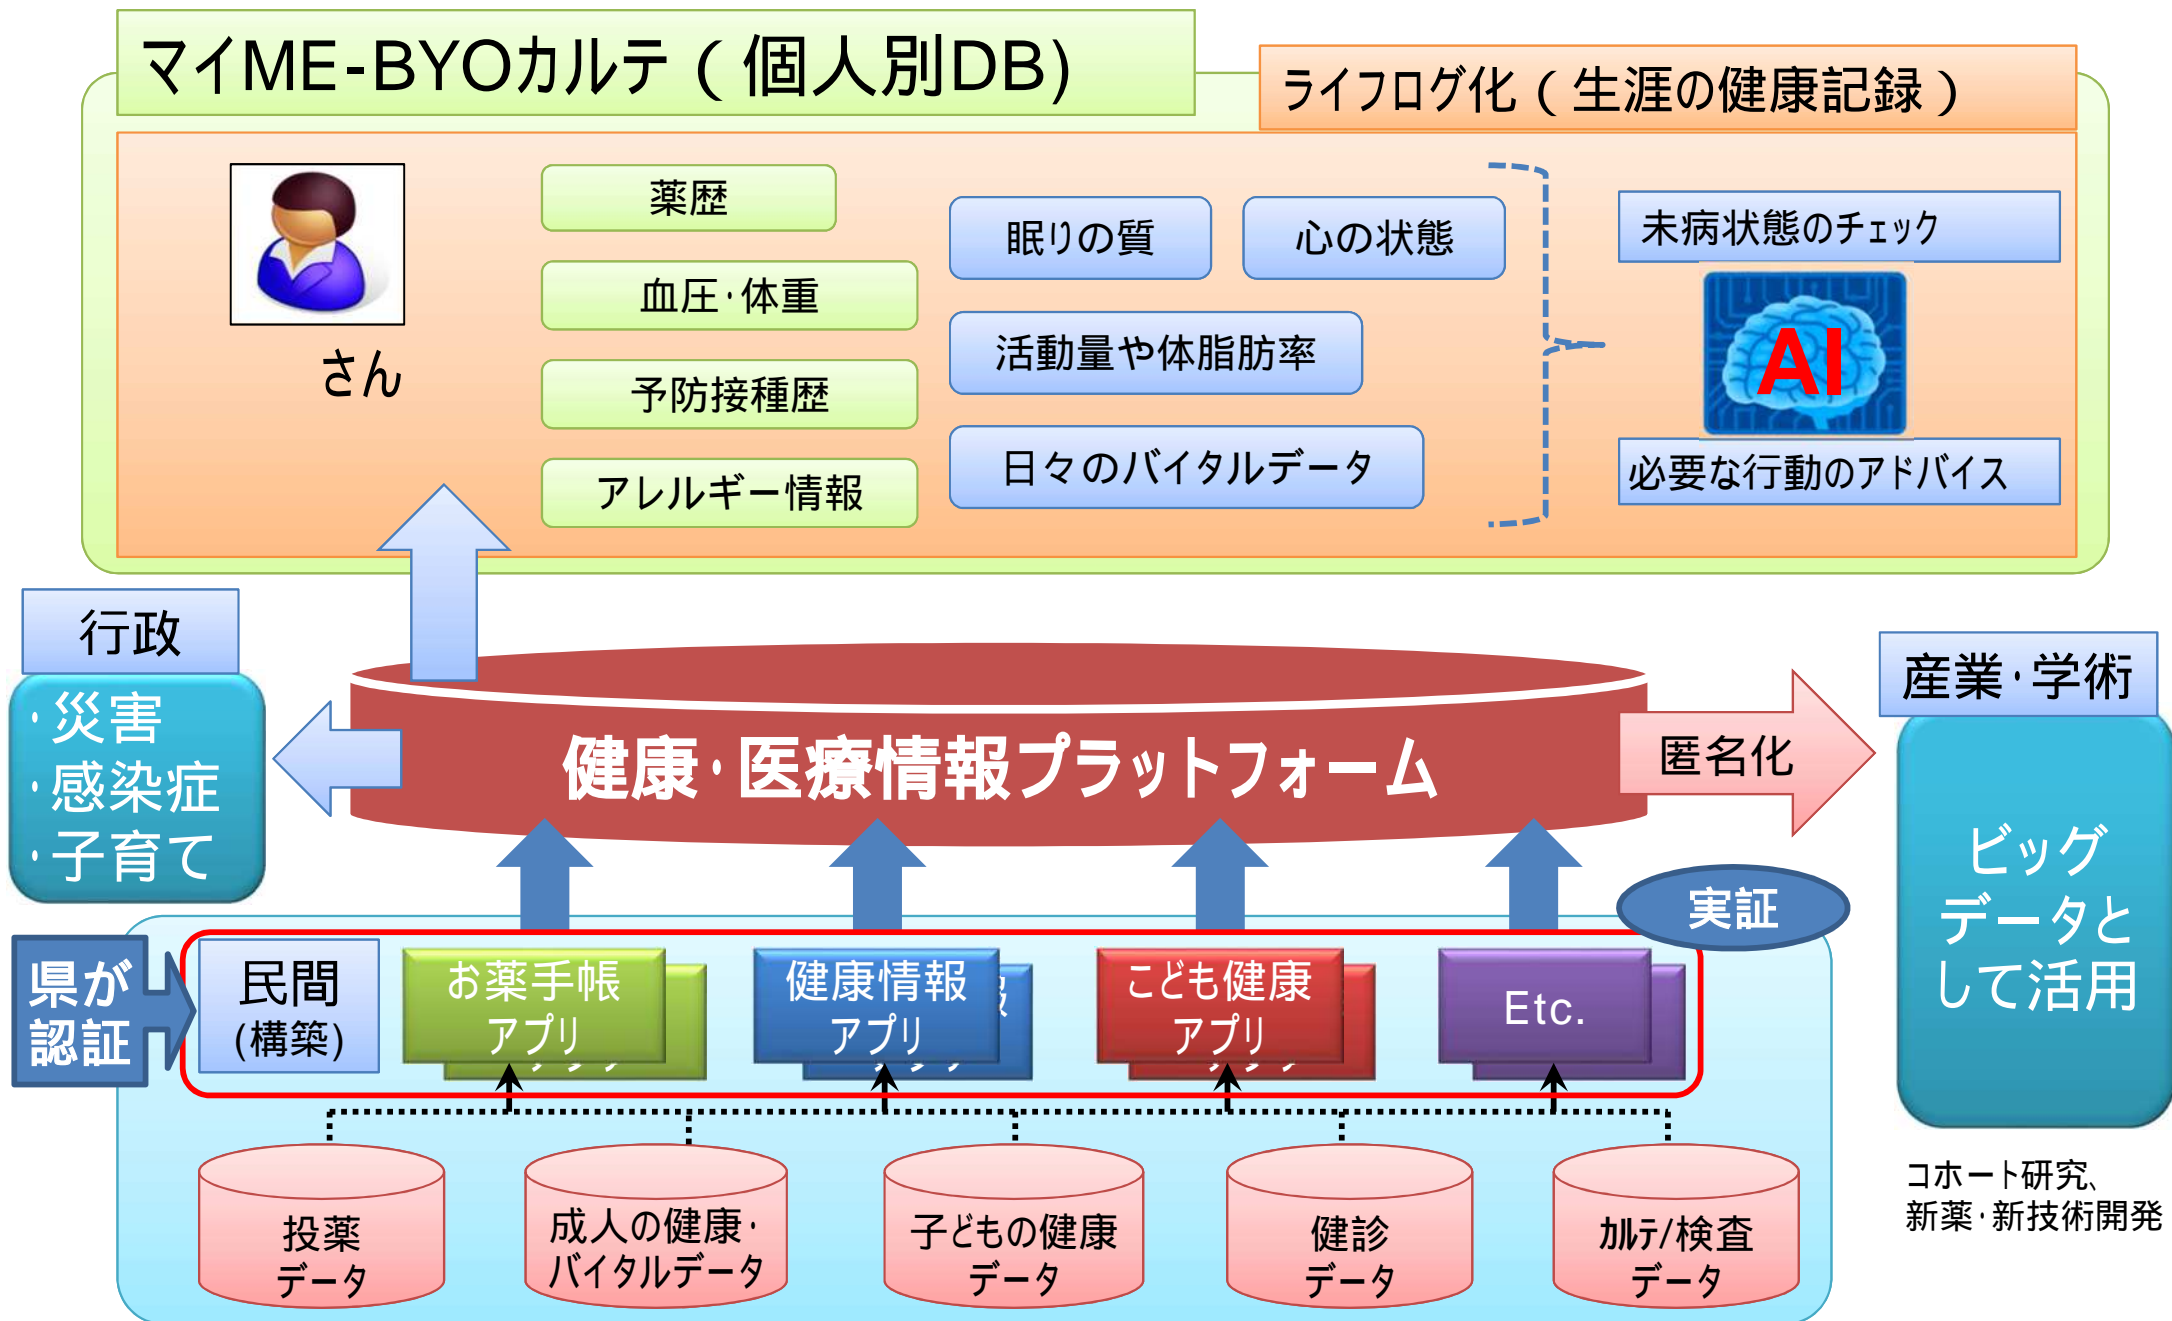 マイME-BYOカルテ（個人別DB)
ライフログ化（生涯の健康記録）
さん
薬歴
血圧・体重
予防接種歴
アレルギー情報
眠りの質
心の状態
活動量や体脂肪率
日々のバイタルデータ
未病状態のチェック
AI
必要な行動のアドバイス
行政
・災害
・感染症
・子育て
健康・医療情報プラットフォーム
匿名化
産業・学術
ビッグ
データと
して活用
コホート研究、
新薬・新技術開発
実証
県が
認証
民間
(構築)
お薬手帳
アプリ
健康情報
アプリ
こども健康
アプリ
Etc.
投薬
データ
成人の健康・
バイタルデータ
子どもの健康
データ
健診
データ
カルテ/検査
データ